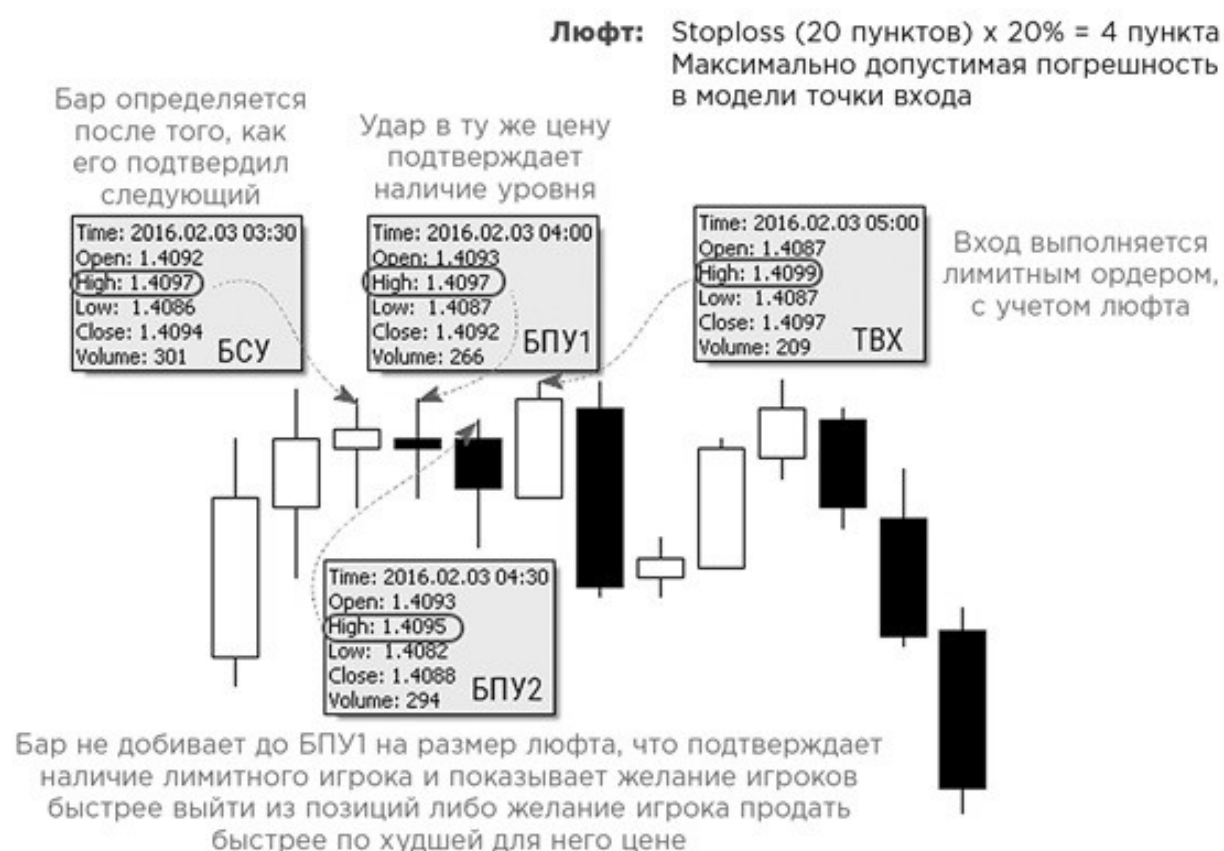 Люфт: Stoploss (20 пунктов) x 20% = 4 пункта
Максимально допустимая погрешность
в модели точки входа
Бар определяется
после того, как
его подтвердил
следующий
Удар в ту же цену
подтверждает
наличие уровня
Time: 2016.02.03 03:30
Open: 1.4092
High: 1.4097
Low: 1.4086
Close: 1.4094
Volume: 301
БСУ
Time: 2016.02.03 04:00
Open: 1.4093
High: 1.4097
Low: 1.4087
Close: 1.4092
Volume: 266
БПУ1
Time: 2016.02.03 05:00
Open: 1.4087
High: 1.4099
Low: 1.4087
Close: 1.4097
Volume: 209
ТВХ
Вход выполняется
лимитным ордером,
с учетом люфта
Time: 2016.02.03 04:30
Open: 1.4093
High: 1.4095
Low: 1.4082
Close: 1.4088
Volume: 294
БПУ2
Бар не добивает до БПУ1 на размер люфта, что подтверждает
наличие лимитного игрока и показывает желание игроков
быстрее выйти из позиций либо желание игрока продать
быстрее по худшей для него цене